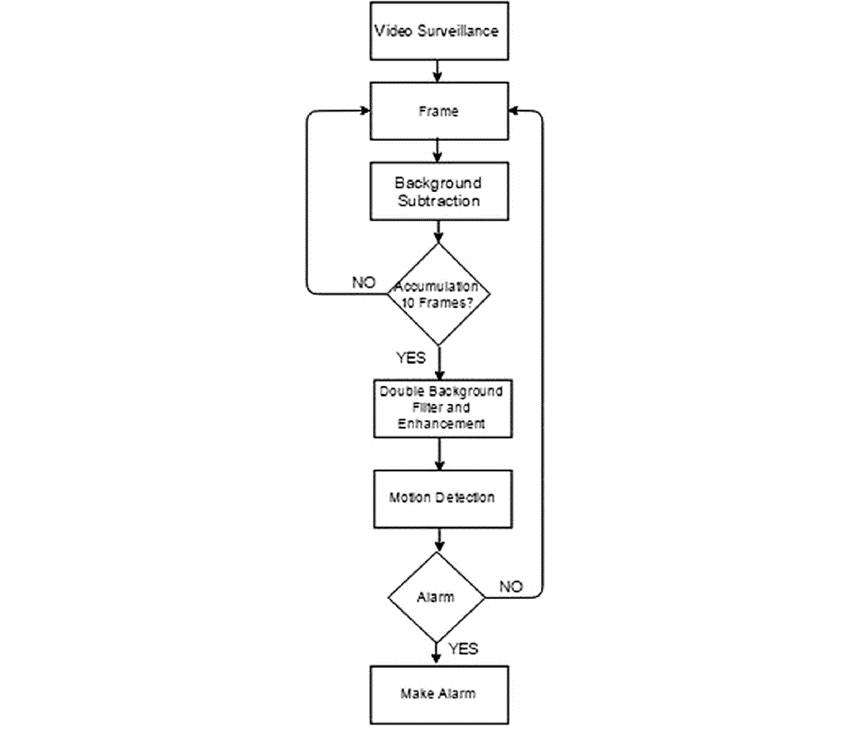 Video Surveillance
Frame
Background
Subtraction
NO
Accumulation
10 Frames?
YES
Double Background
Filter and
Enhancement
Motion Detection
Alarm
NO
YES
Make Alarm